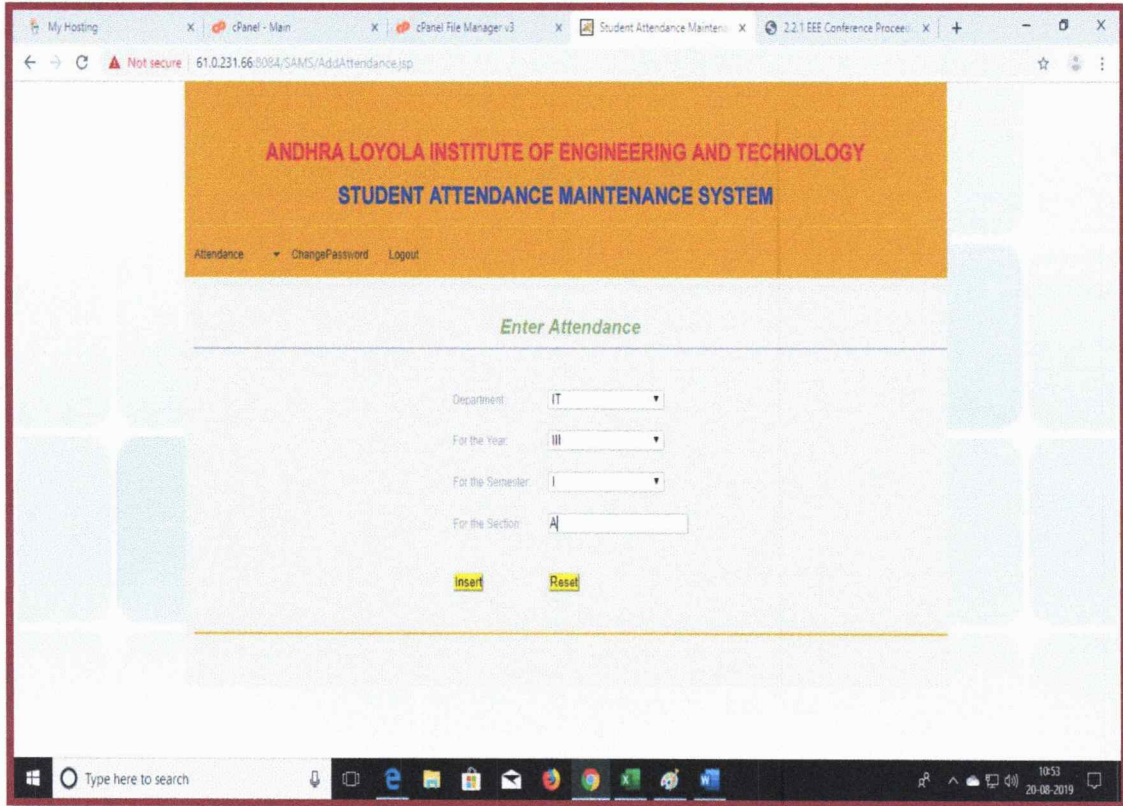 My Hosting
cPanel - Main
cPanel File Manager v3
Student Attendance Mainten
2.2.1 EEE Conference Procee
Not secure 61.0.231.66:8084/SAMS/AddAttendance.jsp
ANDHRA LOYOLA INSTITUTE OF ENGINEERING AND TECHNOLOGY
STUDENT ATTENDANCE MAINTENANCE SYSTEM
Attendance ChangePassword Logout
Enter Attendance
Department: IT
For the Year: III
For the Semester: I
For the Section: A
Insert Reset
Type here to search
10:53
20-08-2019